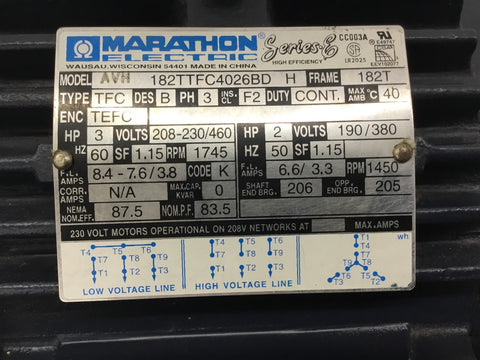 MARATHON Series-E CC003A
ELECTRIC HIGH EFFICIENCY LR2025
WAUSAU, WISCONSIN 54401 MADE IN CHINA
MODEL AVH 182TTFC4026BD H FRAME 182T
TYPE TFC DES B PH 3 INS. CL F2 DUTY CONT. MAX AMB °C 40
ENC TEFC
HP 3 VOLTS 208-230/460 HP 2 VOLTS 190/380
HZ 60 SF 1.15 RPM 1745 HZ 50 SF 1.15 RPM 1450
F.L. AMPS 8.4-7.6/3.8 CODE K F.L. AMPS 6.6/ 3.3
CORR. AMPS N/A MAX.CAP. KVAR 0 SHAFT END BRG. 206 OPP. END BRG. 205
NEMA NOM.EFF 87.5 NOM.P.F. 83.5
230 VOLT MOTORS OPERATIONAL ON 208V NETWORKS AT MAX.AMPS
T4 T5 T6 T4 T5 T6 T1 wh
T7 T8 T9 T7 T8 T9 T4 T7
T1 T2 T3 T1 T2 T3 T9 T8 T6 T5 T3 T2
LOW VOLTAGE LINE HIGH VOLTAGE LINE